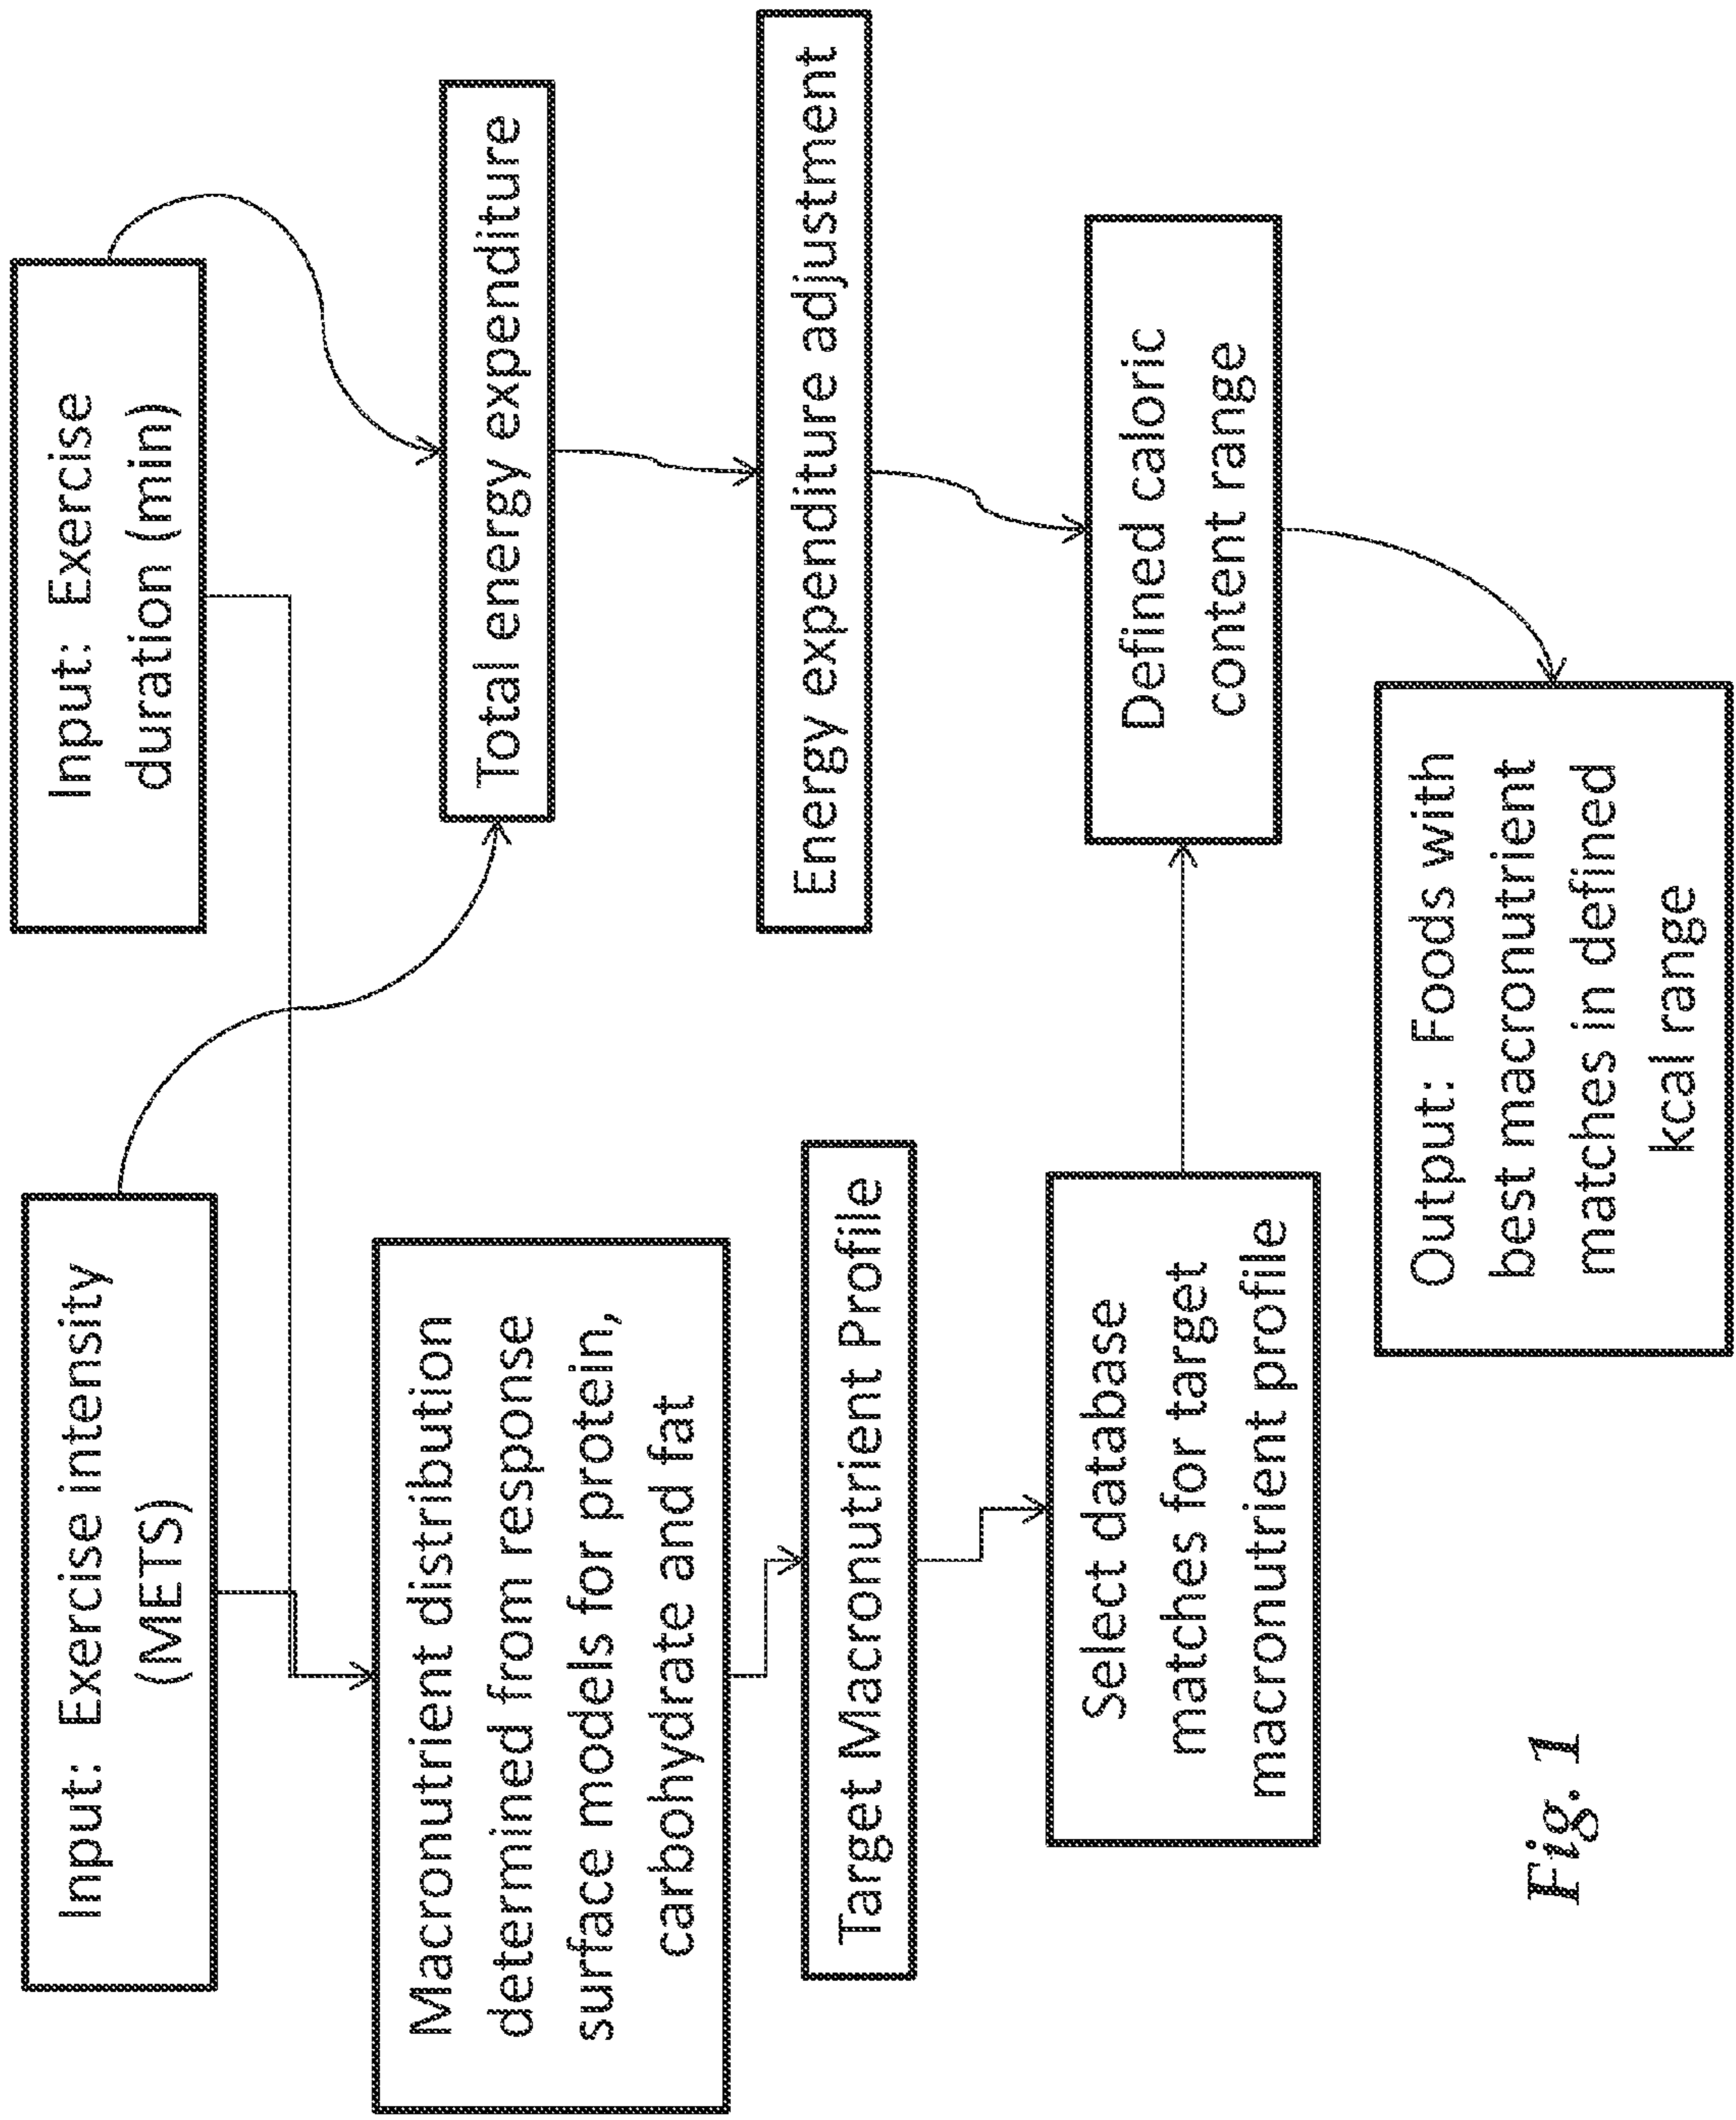 Input:  Exercise intensity
(METS)
Input:  Exercise
duration (min)
Macronutrient distribution
determined from response
surface models for protein,
carbohydrate and fat
Total energy expenditure
Target Macronutrient Profile
Energy expenditure adjustment
Select database
matches for target
macronutrient profile
Defined caloric
content range
Output:  Foods with
best macronutrient
matches in defined
kcal range
Fig. 1